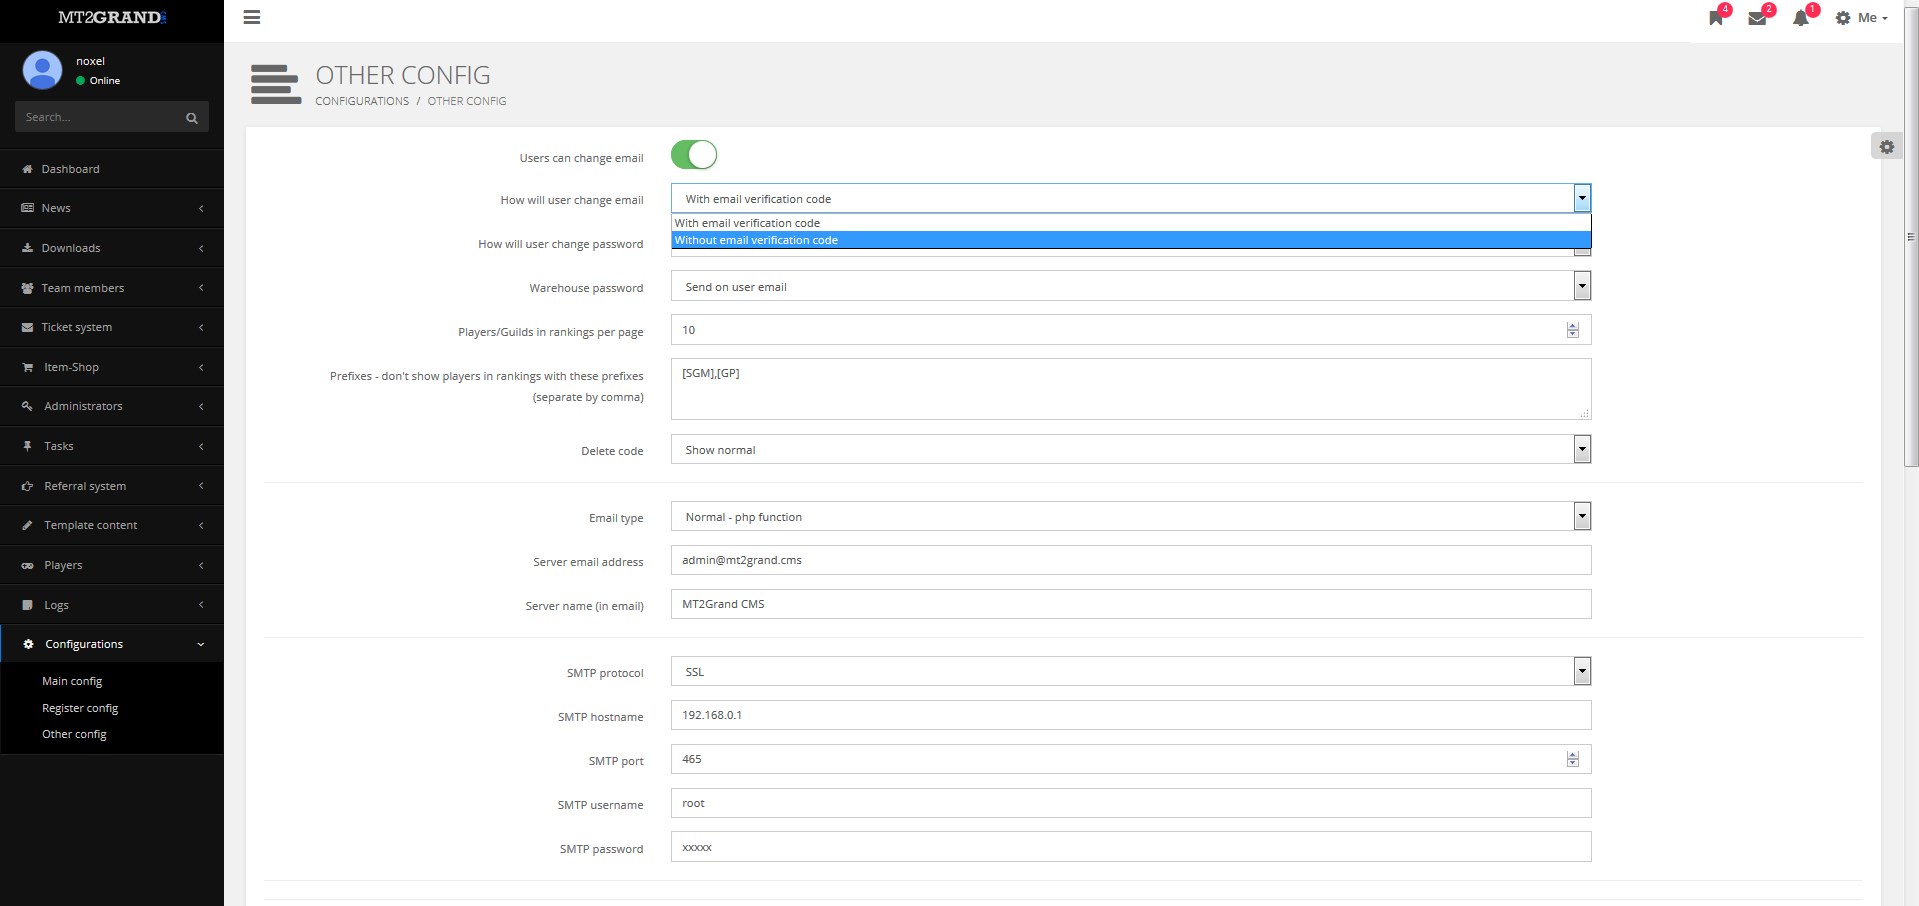 MT2GRAND
noxel
Online
Search...
Dashboard
News
Downloads
Team members
Ticket system
Item-Shop
Administrators
Tasks
Referral system
Template content
Players
Logs
Configurations
Main config
Register config
Other config
4
2
1
Me
OTHER CONFIG
CONFIGURATIONS / OTHER CONFIG
Users can change email
How will user change email
With email verification code
With email verification code
Without email verification code
How will user change password
Warehouse password
Send on user email
Players/Guilds in rankings per page
10
Prefixes - don't show players in rankings with these prefixes
(separate by comma)
[SGM],[GP]
Delete code
Show normal
Email type
Normal - php function
Server email address
admin@mt2grand.cms
Server name (in email)
MT2Grand CMS
SMTP protocol
SSL
SMTP hostname
192.168.0.1
SMTP port
465
SMTP username
root
SMTP password
xxxxx